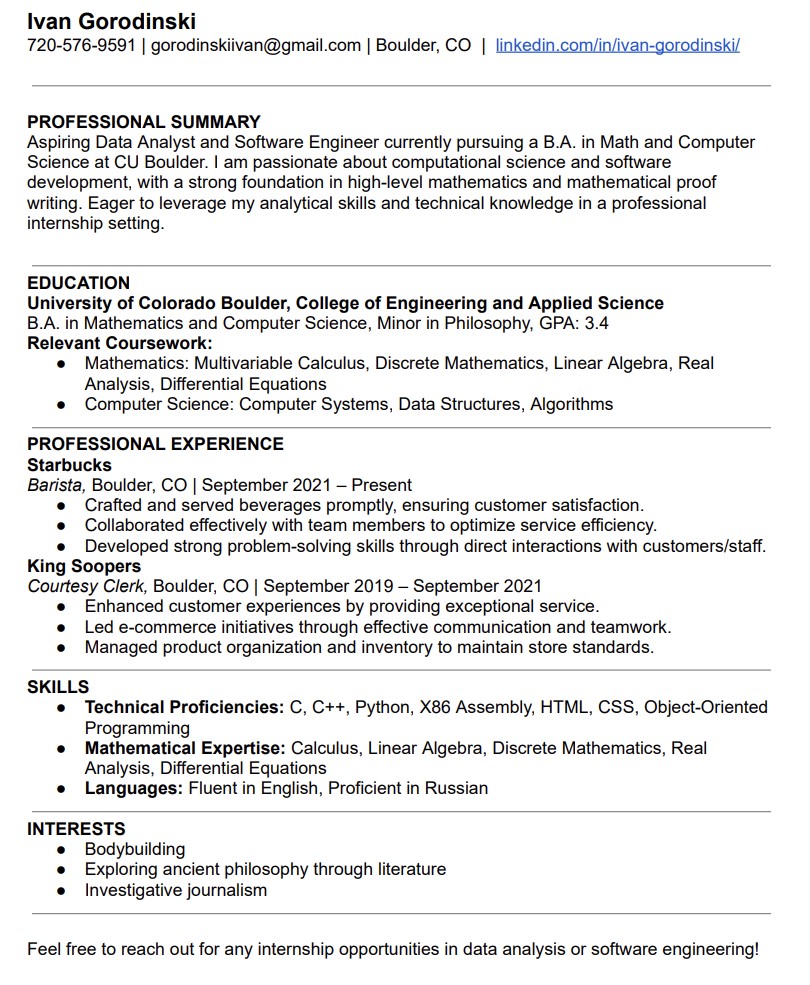 Ivan Gorodinski
720-576-9591 | gorodinskiivan@gmail.com | Boulder, CO | linkedin.com/in/ivan-gorodinski/
PROFESSIONAL SUMMARY
Aspiring Data Analyst and Software Engineer currently pursuing a B.A. in Math and Computer
Science at CU Boulder. I am passionate about computational science and software
development, with a strong foundation in high-level mathematics and mathematical proof
writing. Eager to leverage my analytical skills and technical knowledge in a professional
internship setting.
EDUCATION
University of Colorado Boulder, College of Engineering and Applied Science
B.A. in Mathematics and Computer Science, Minor in Philosophy, GPA: 3.4
Relevant Coursework:
● Mathematics: Multivariable Calculus, Discrete Mathematics, Linear Algebra, Real
Analysis, Differential Equations
● Computer Science: Computer Systems, Data Structures, Algorithms
PROFESSIONAL EXPERIENCE
Starbucks
Barista, Boulder, CO | September 2021 – Present
● Crafted and served beverages promptly, ensuring customer satisfaction.
● Collaborated effectively with team members to optimize service efficiency.
● Developed strong problem-solving skills through direct interactions with customers/staff.
King Soopers
Courtesy Clerk, Boulder, CO | September 2019 – September 2021
● Enhanced customer experiences by providing exceptional service.
● Led e-commerce initiatives through effective communication and teamwork.
● Managed product organization and inventory to maintain store standards.
SKILLS
● Technical Proficiencies: C, C++, Python, X86 Assembly, HTML, CSS, Object-Oriented
Programming
● Mathematical Expertise: Calculus, Linear Algebra, Discrete Mathematics, Real
Analysis, Differential Equations
● Languages: Fluent in English, Proficient in Russian
INTERESTS
● Bodybuilding
● Exploring ancient philosophy through literature
● Investigative journalism
Feel free to reach out for any internship opportunities in data analysis or software engineering!